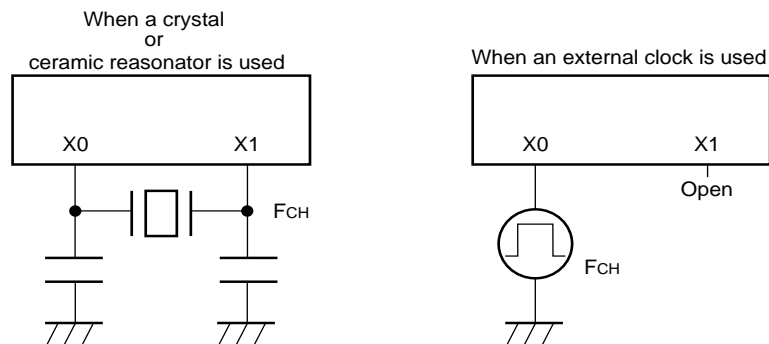 When a crystal
or
ceramic reasonator is used
X0
X1
FCH
When an external clock is used
X0
X1
Open
FCH